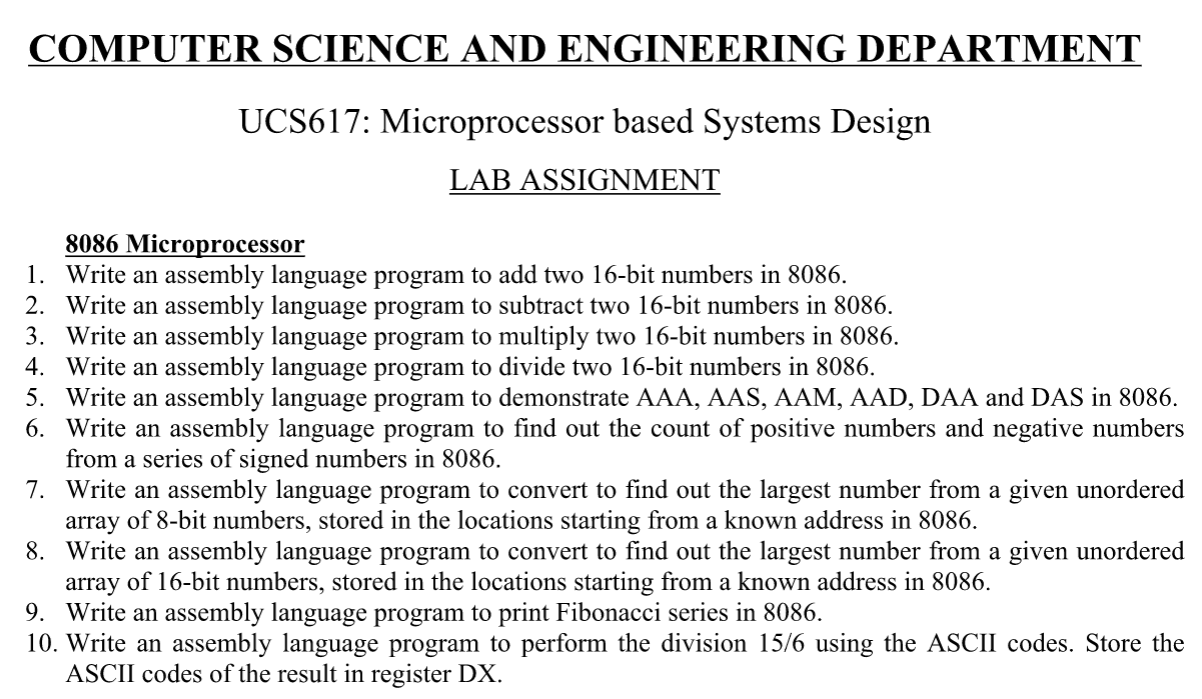 COMPUTER SCIENCE AND ENGINEERING DEPARTMENT
UCS617: Microprocessor based Systems Design
LAB ASSIGNMENT
8086 Microprocessor
1. Write an assembly language program to add two 16-bit numbers in 8086.
2. Write an assembly language program to subtract two 16-bit numbers in 8086.
3. Write an assembly language program to multiply two 16-bit numbers in 8086.
4. Write an assembly language program to divide two 16-bit numbers in 8086.
5. Write an assembly language program to demonstrate AAA, AAS, AAM, AAD, DAA and DAS in 8086.
6. Write an assembly language program to find out the count of positive numbers and negative numbers
from a series of signed numbers in 8086.
7. Write an assembly language program to convert to find out the largest number from a given unordered
array of 8-bit numbers, stored in the locations starting from a known address in 8086.
8. Write an assembly language program to convert to find out the largest number from a given unordered
array of 16-bit numbers, stored in the locations starting from a known address in 8086.
9. Write an assembly language program to print Fibonacci series in 8086.
10. Write an assembly language program to perform the division 15/6 using the ASCII codes. Store the
ASCII codes of the result in register DX.